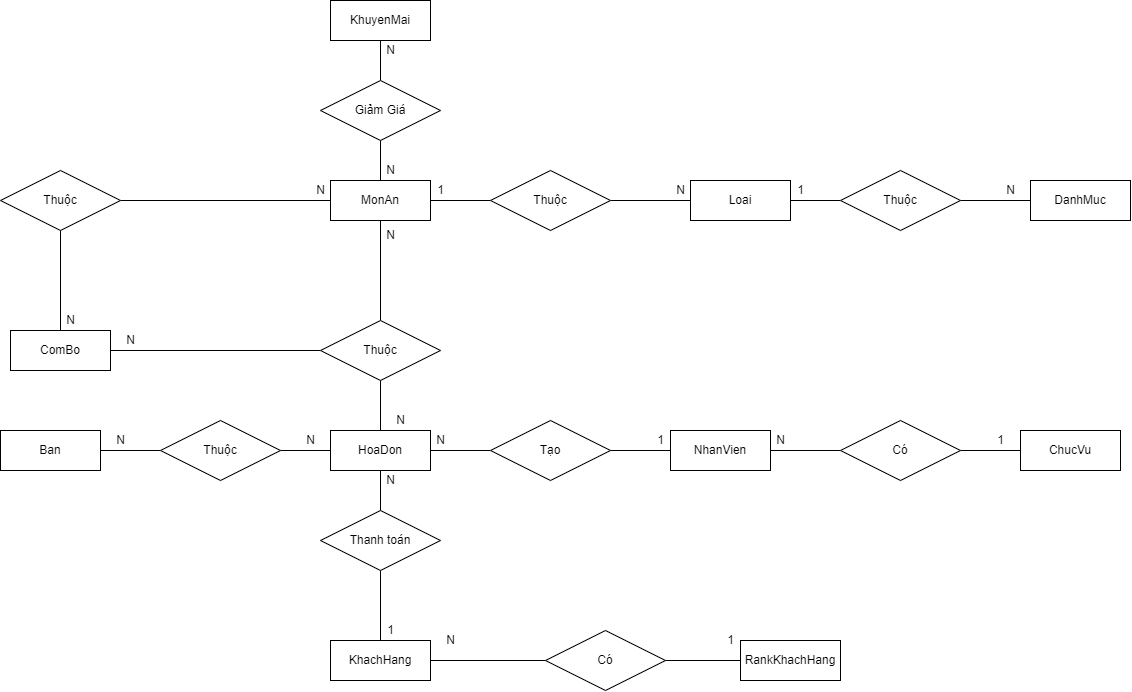 KhuyenMai
N
Giảm Giá
N
Thuộc
N
MonAn
1
Thuộc
N
Loai
1
Thuộc
N
DanhMuc
N
N
ComBo
N
Thuộc
N
Ban
N
Thuộc
N
HoaDon
N
Tạo
1
NhanVien
N
Có
1
ChucVu
N
Thanh toán
1
KhachHang
N
Có
1
RankKhachHang